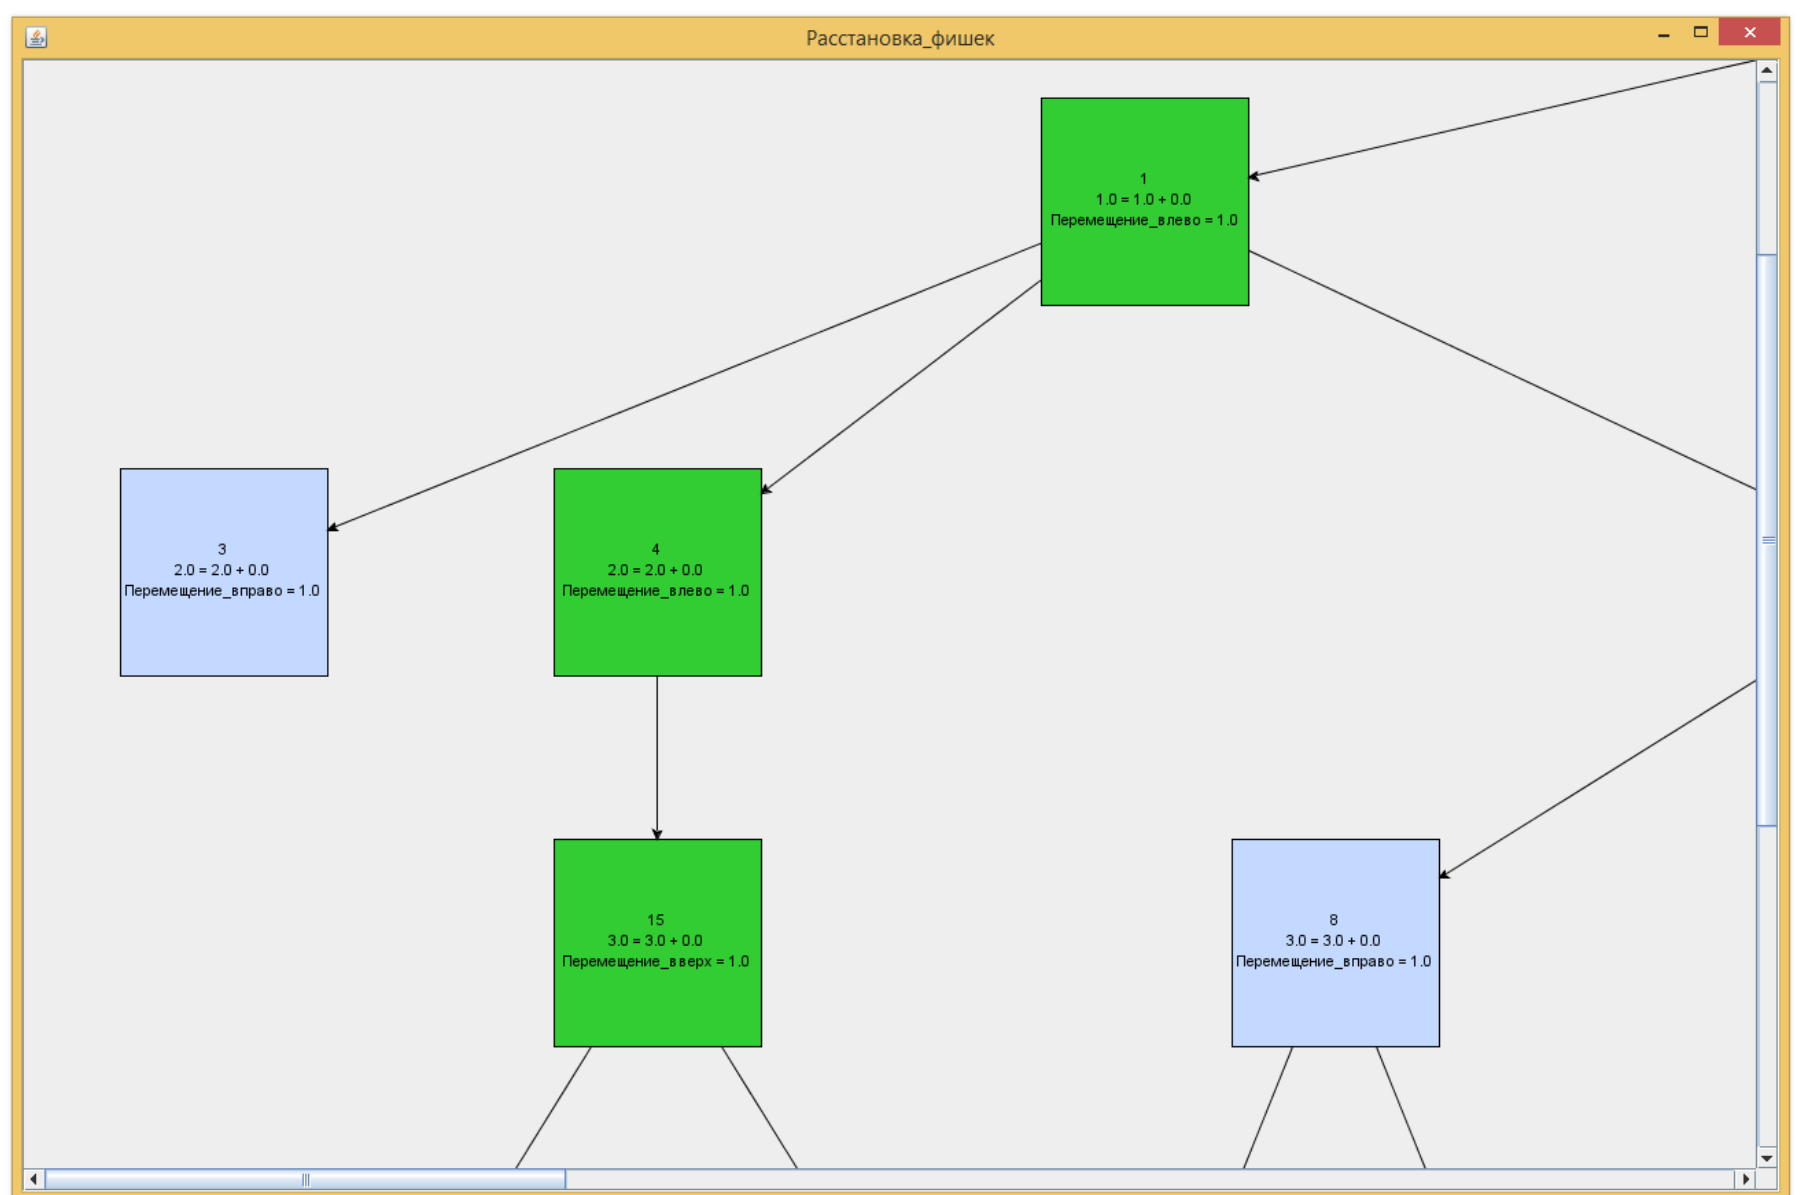 Расстановка_фишек
1
1.0 = 1.0 + 0.0
Перемещение_влево = 1.0
3
2.0 = 2.0 + 0.0
Перемещение_вправо = 1.0
4
2.0 = 2.0 + 0.0
Перемещение_влево = 1.0
15
3.0 = 3.0 + 0.0
Перемещение_вверх = 1.0
8
3.0 = 3.0 + 0.0
Перемещение_вправо = 1.0